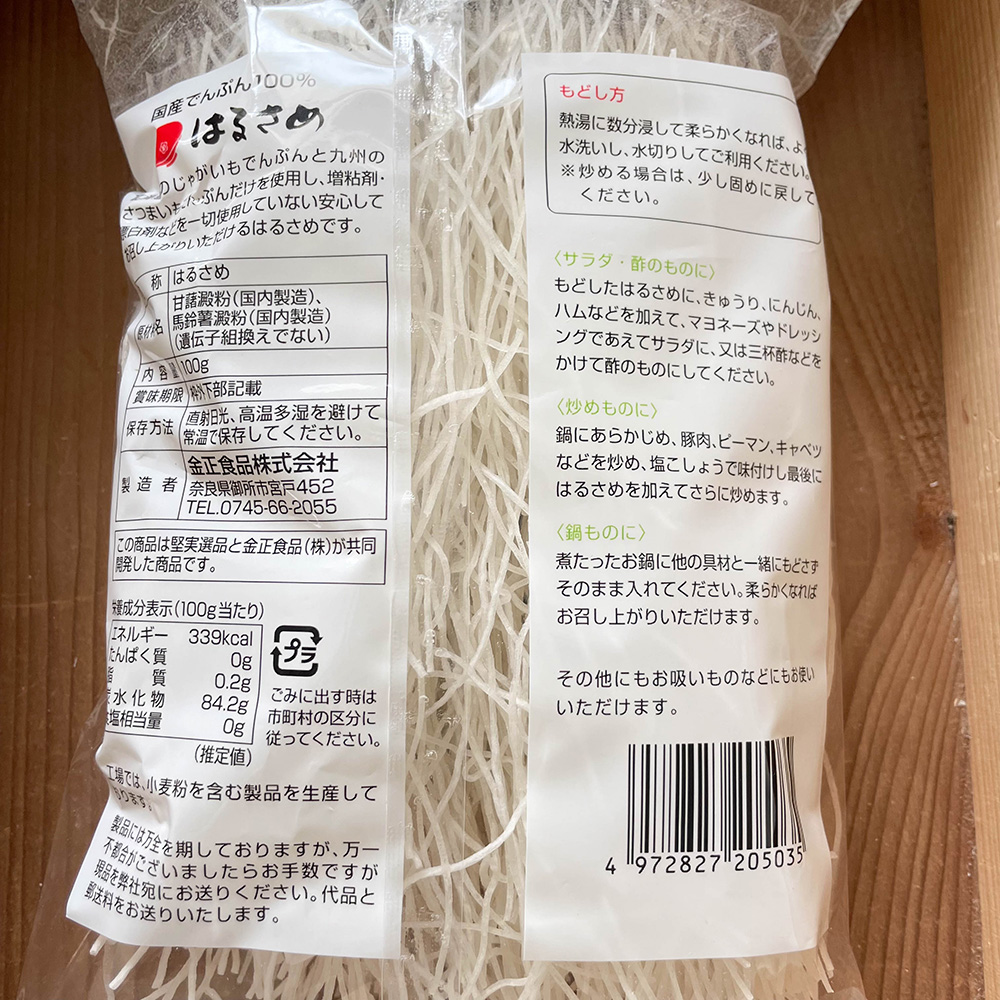 国産でんぷん100%
はるさめ
のじゃがいもでんぷんと九州の
さつまいもでんぷんだけを使用し、増粘剤・
漂白剤などを一切使用していない安心して
お召し上がりいただけるはるさめです。
称 はるさめ
原材料名 甘藷澱粉(国内製造)、
馬鈴薯澱粉(国内製造)
(遺伝子組換えでない)
内容量 100g
賞味期限 枠外下部記載
保存方法 直射日光、高温多湿を避けて
常温で保存してください。
製造者 金正食品株式会社
奈良県御所市宮戸452
TEL.0745-66-2055
この商品は堅実選品と金正食品(株)が共同
開発した商品です。
栄養成分表示(100g当たり)
エネルギー 339kcal
たんぱく質 0g
脂質 0.2g
炭水化物 84.2g
食塩相当量 0g
(推定値)
プラ
ごみに出す時は
市町村の区分に
従ってください。
工場では、小麦粉を含む製品を生産して
おります。
製品には万全を期しておりますが、万一
不都合がございましたらお手数ですが
現品を弊社宛にお送りください。代品と
郵送料をお送りいたします。
もどし方
熱湯に数分浸して柔らかくなれば、よく
水洗いし、水切りしてご利用ください。
※炒める場合は、少し固めに戻して
ください。
〈サラダ・酢のものに〉
もどしたはるさめに、きゅうり、にんじん、
ハムなどを加えて、マヨネーズやドレッシ
ングであえてサラダに、又は三杯酢などを
かけて酢のものにしてください。
〈炒めものに〉
鍋にあらかじめ、豚肉、ピーマン、キャベツ
などを炒め、塩こしょうで味付けし最後に
はるさめを加えてさらに炒めます。
〈鍋ものに〉
煮たったお鍋に他の具材と一緒にもどさず
そのまま入れてください。柔らかくなれば
お召し上がりいただけます。
その他にもお吸いものなどにもお使い
いただけます。
4 972827 205035